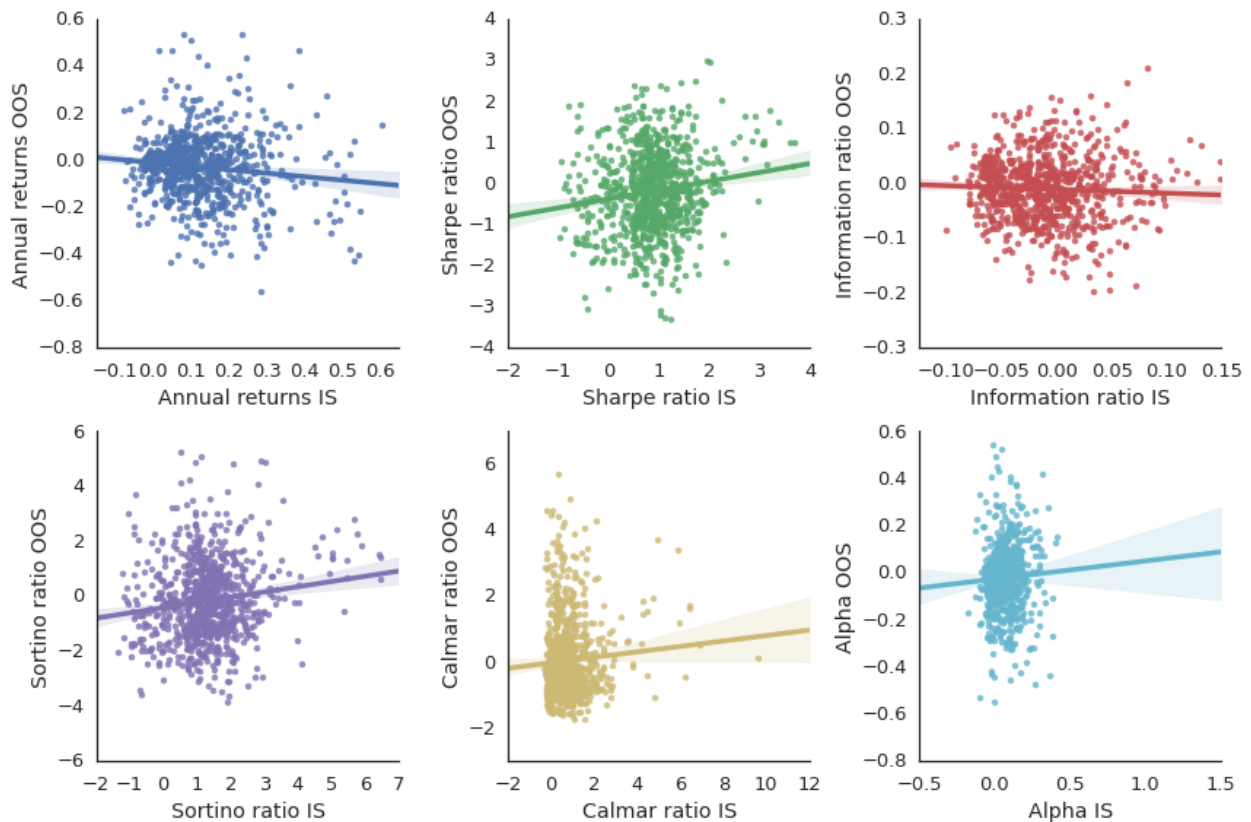 0.6
0.4
0.2
0.0
−0.2
−0.4
−0.6
−0.8
Annual returns OOS
−0.1 0.0 0.1 0.2 0.3 0.4 0.5 0.6
Annual returns IS
4
3
2
1
0
−1
−2
−3
−4
Sharpe ratio OOS
−2 −1 0 1 2 3 4
Sharpe ratio IS
0.3
0.2
0.1
0.0
−0.1
−0.2
−0.3
Information ratio OOS
−0.10 −0.05 0.00 0.05 0.10 0.15
Information ratio IS
6
4
2
0
−2
−4
−6
Sortino ratio OOS
−2 −1 0 1 2 3 4 5 6 7
Sortino ratio IS
6
4
2
0
−2
Calmar ratio OOS
−2 0 2 4 6 8 10 12
Calmar ratio IS
0.6
0.4
0.2
0.0
−0.2
−0.4
−0.6
−0.8
Alpha OOS
−0.5 0.0 0.5 1.0 1.5
Alpha IS